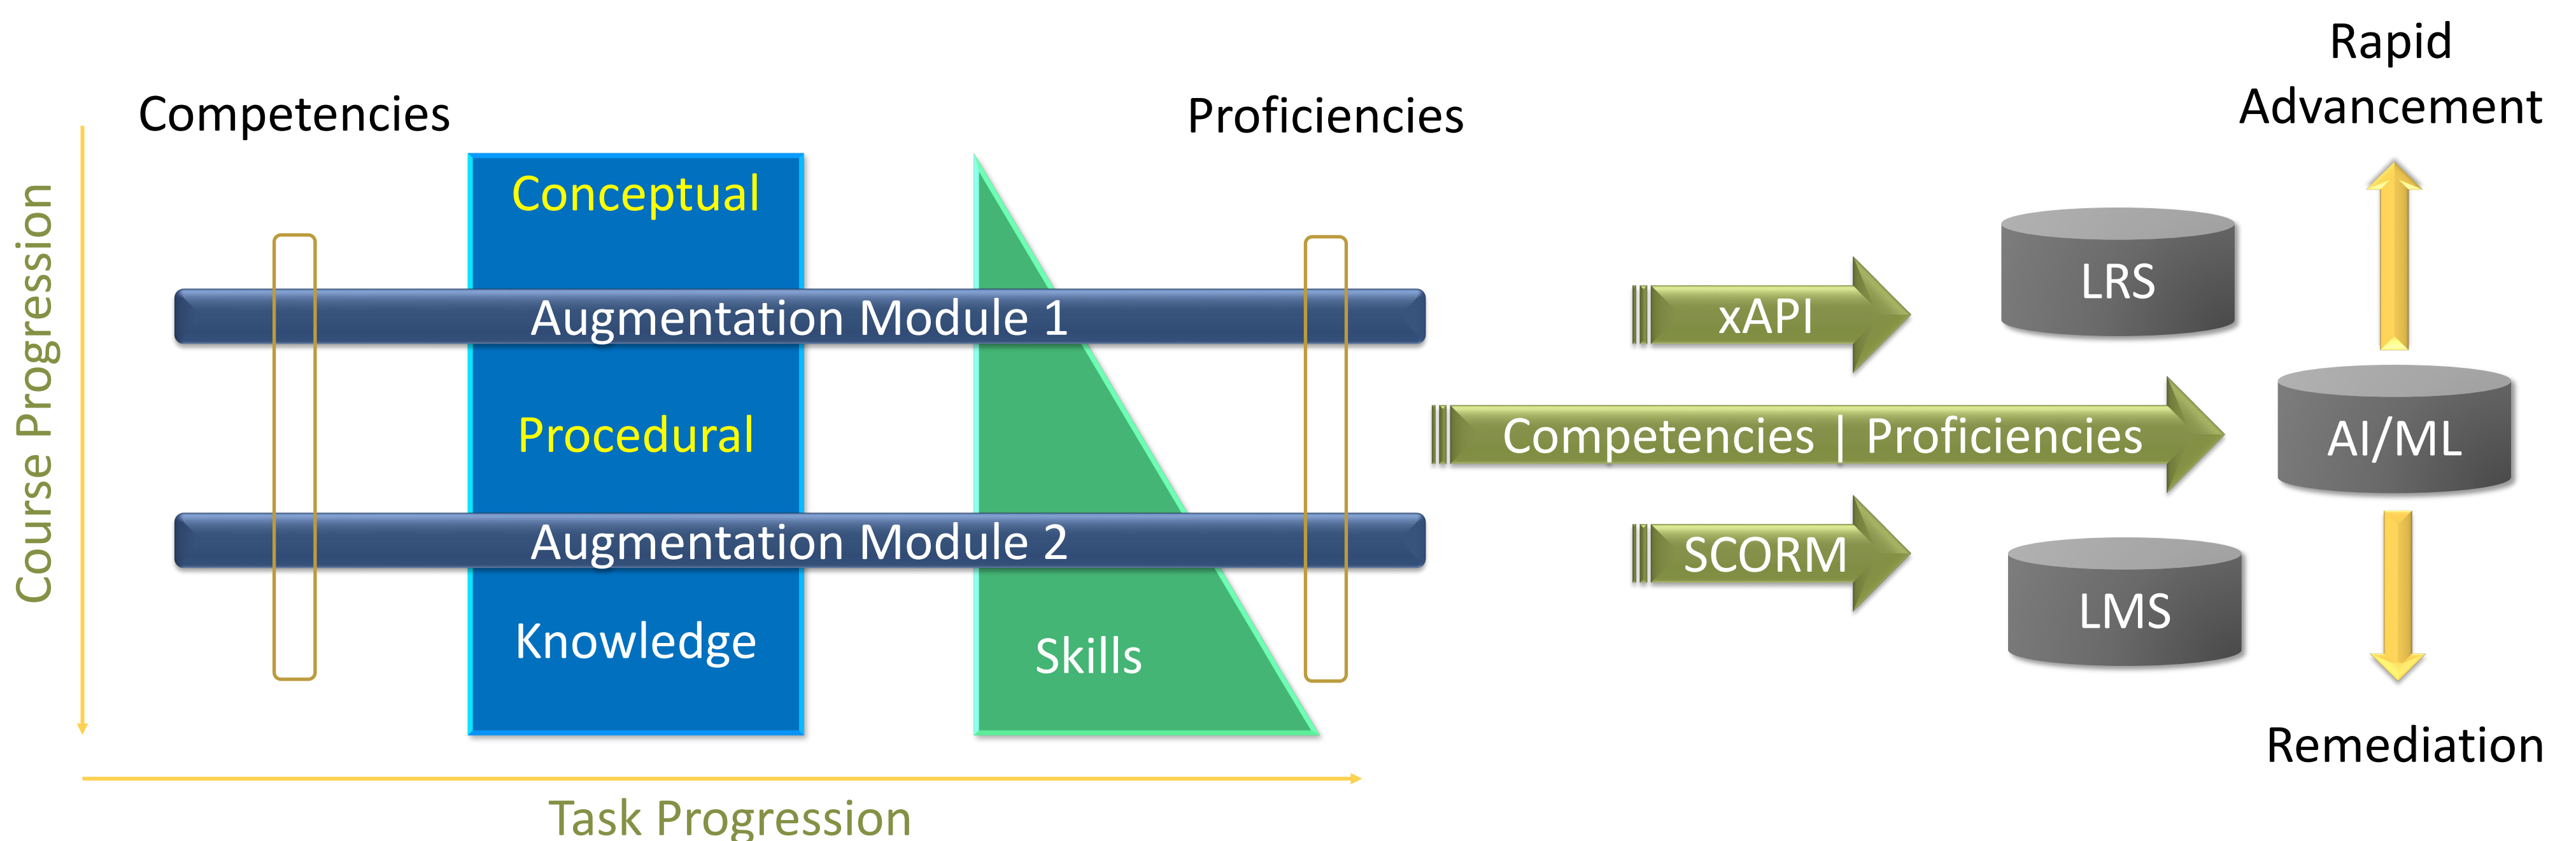 Rapid
Advancement
Competencies
Proficiencies
Course Progression
Conceptual
Augmentation Module 1
Procedural
Augmentation Module 2
Knowledge
Skills
Task Progression
xAPI
LRS
Competencies | Proficiencies
AI/ML
SCORM
LMS
Remediation